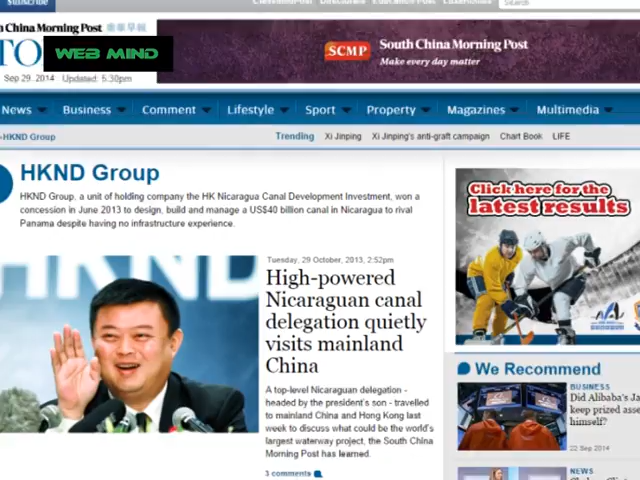 Subscribe
h China Morning Post 南華早報
TO
WEB MIND
Sep 29, 2014 Updated: 5:30pm
SCMP South China Morning Post
Make every day matter
News Business Comment Lifestyle Sport Property Magazines Multimedia
HKND Group
Trending Xi Jinping Xi Jinping's anti-graft campaign Chart Book LIFE
HKND Group
HKND Group, a unit of holding company the HK Nicaragua Canal Development Investment, won a
concession in June 2013 to design, build and manage a US$40 billion canal in Nicaragua to rival
Panama despite having no infrastructure experience.
HKND
Tuesday, 29 October, 2013, 2:52pm
High-powered
Nicaraguan canal
delegation quietly
visits mainland
China
A top-level Nicaraguan delegation -
headed by the president's son - travelled
to mainland China and Hong Kong last
week to discuss what could be the world's
largest waterway project, the South China
Morning Post has learned.
3 comments
Click here for the
latest results
We Recommend
BUSINESS
Did Alibaba's Ja
keep prized asse
himself?
22 Sep 2014
NEWS